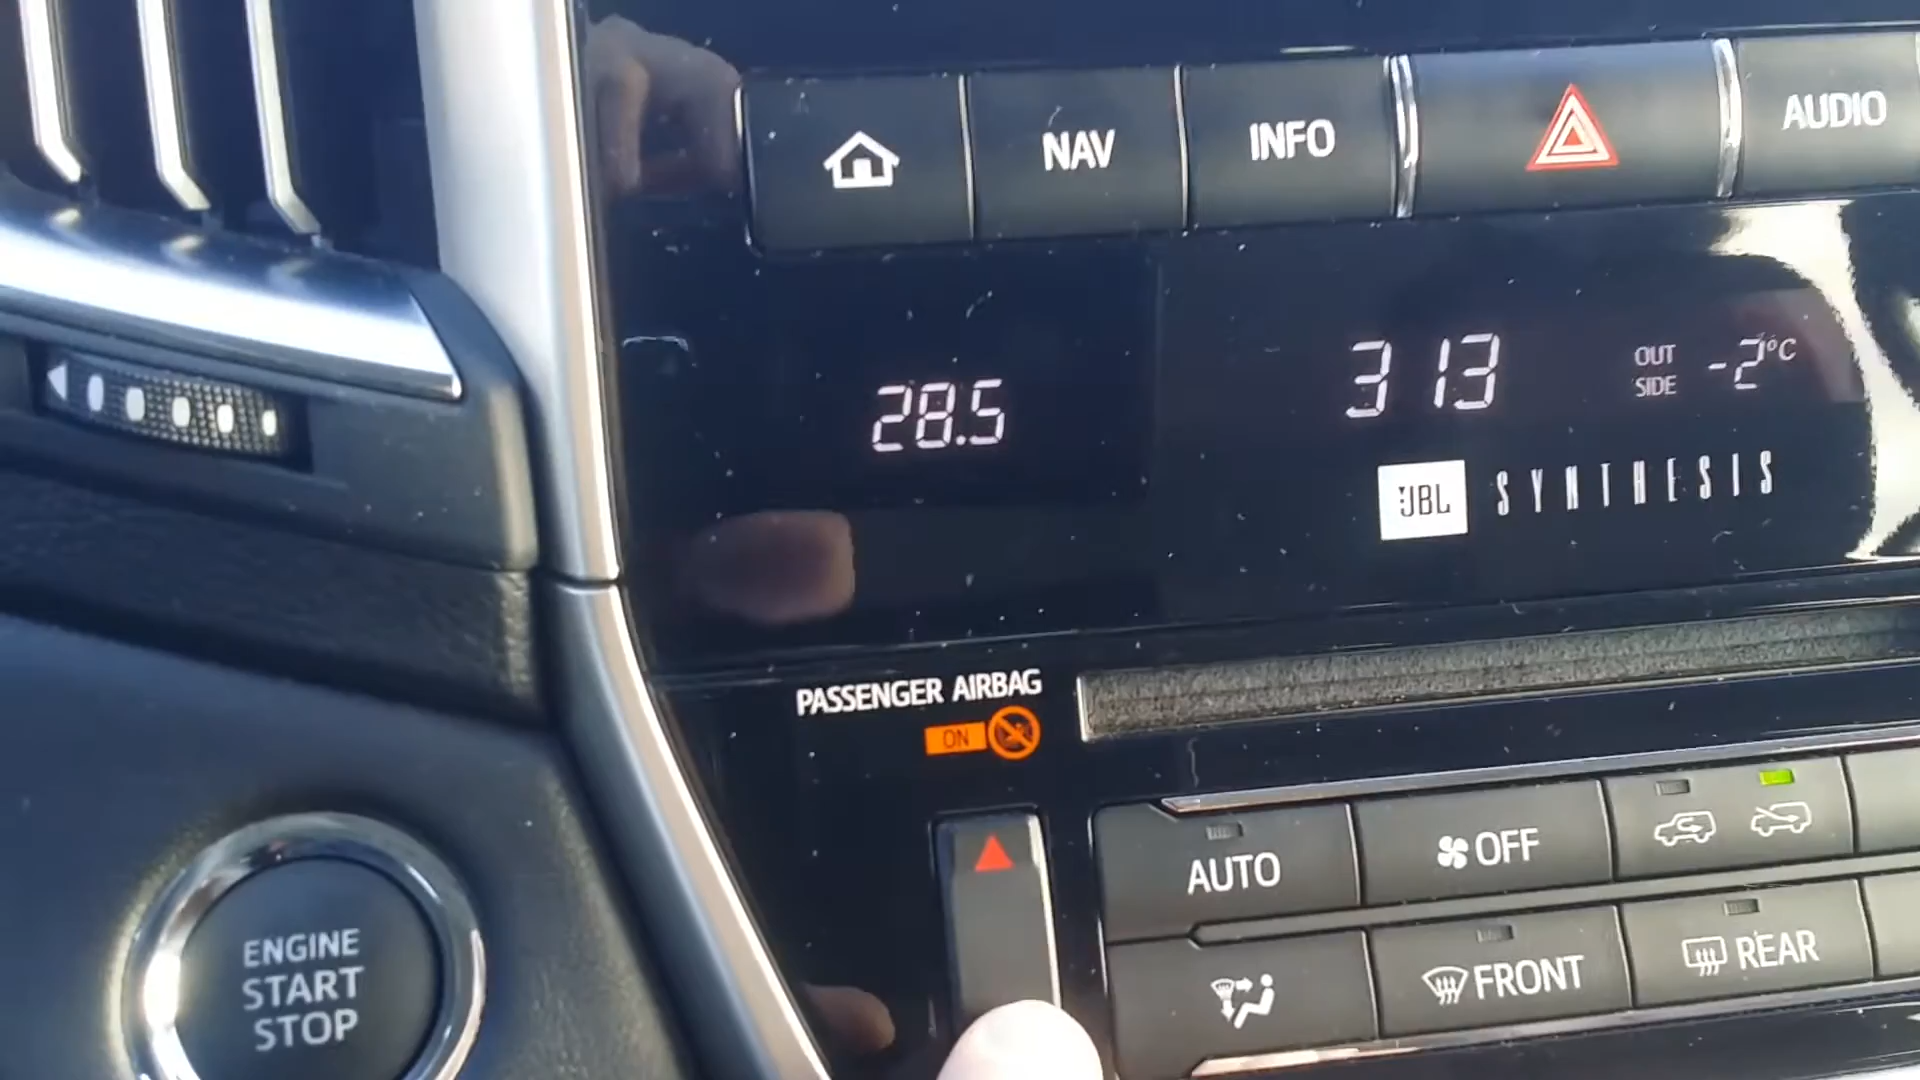 NAV
INFO
AUDIO
28.5
3 13
OUT
SIDE
-2°C
JBL SYNTHESIS
PASSENGER AIRBAG
ON
AUTO
OFF
FRONT
REAR
ENGINE
START
STOP